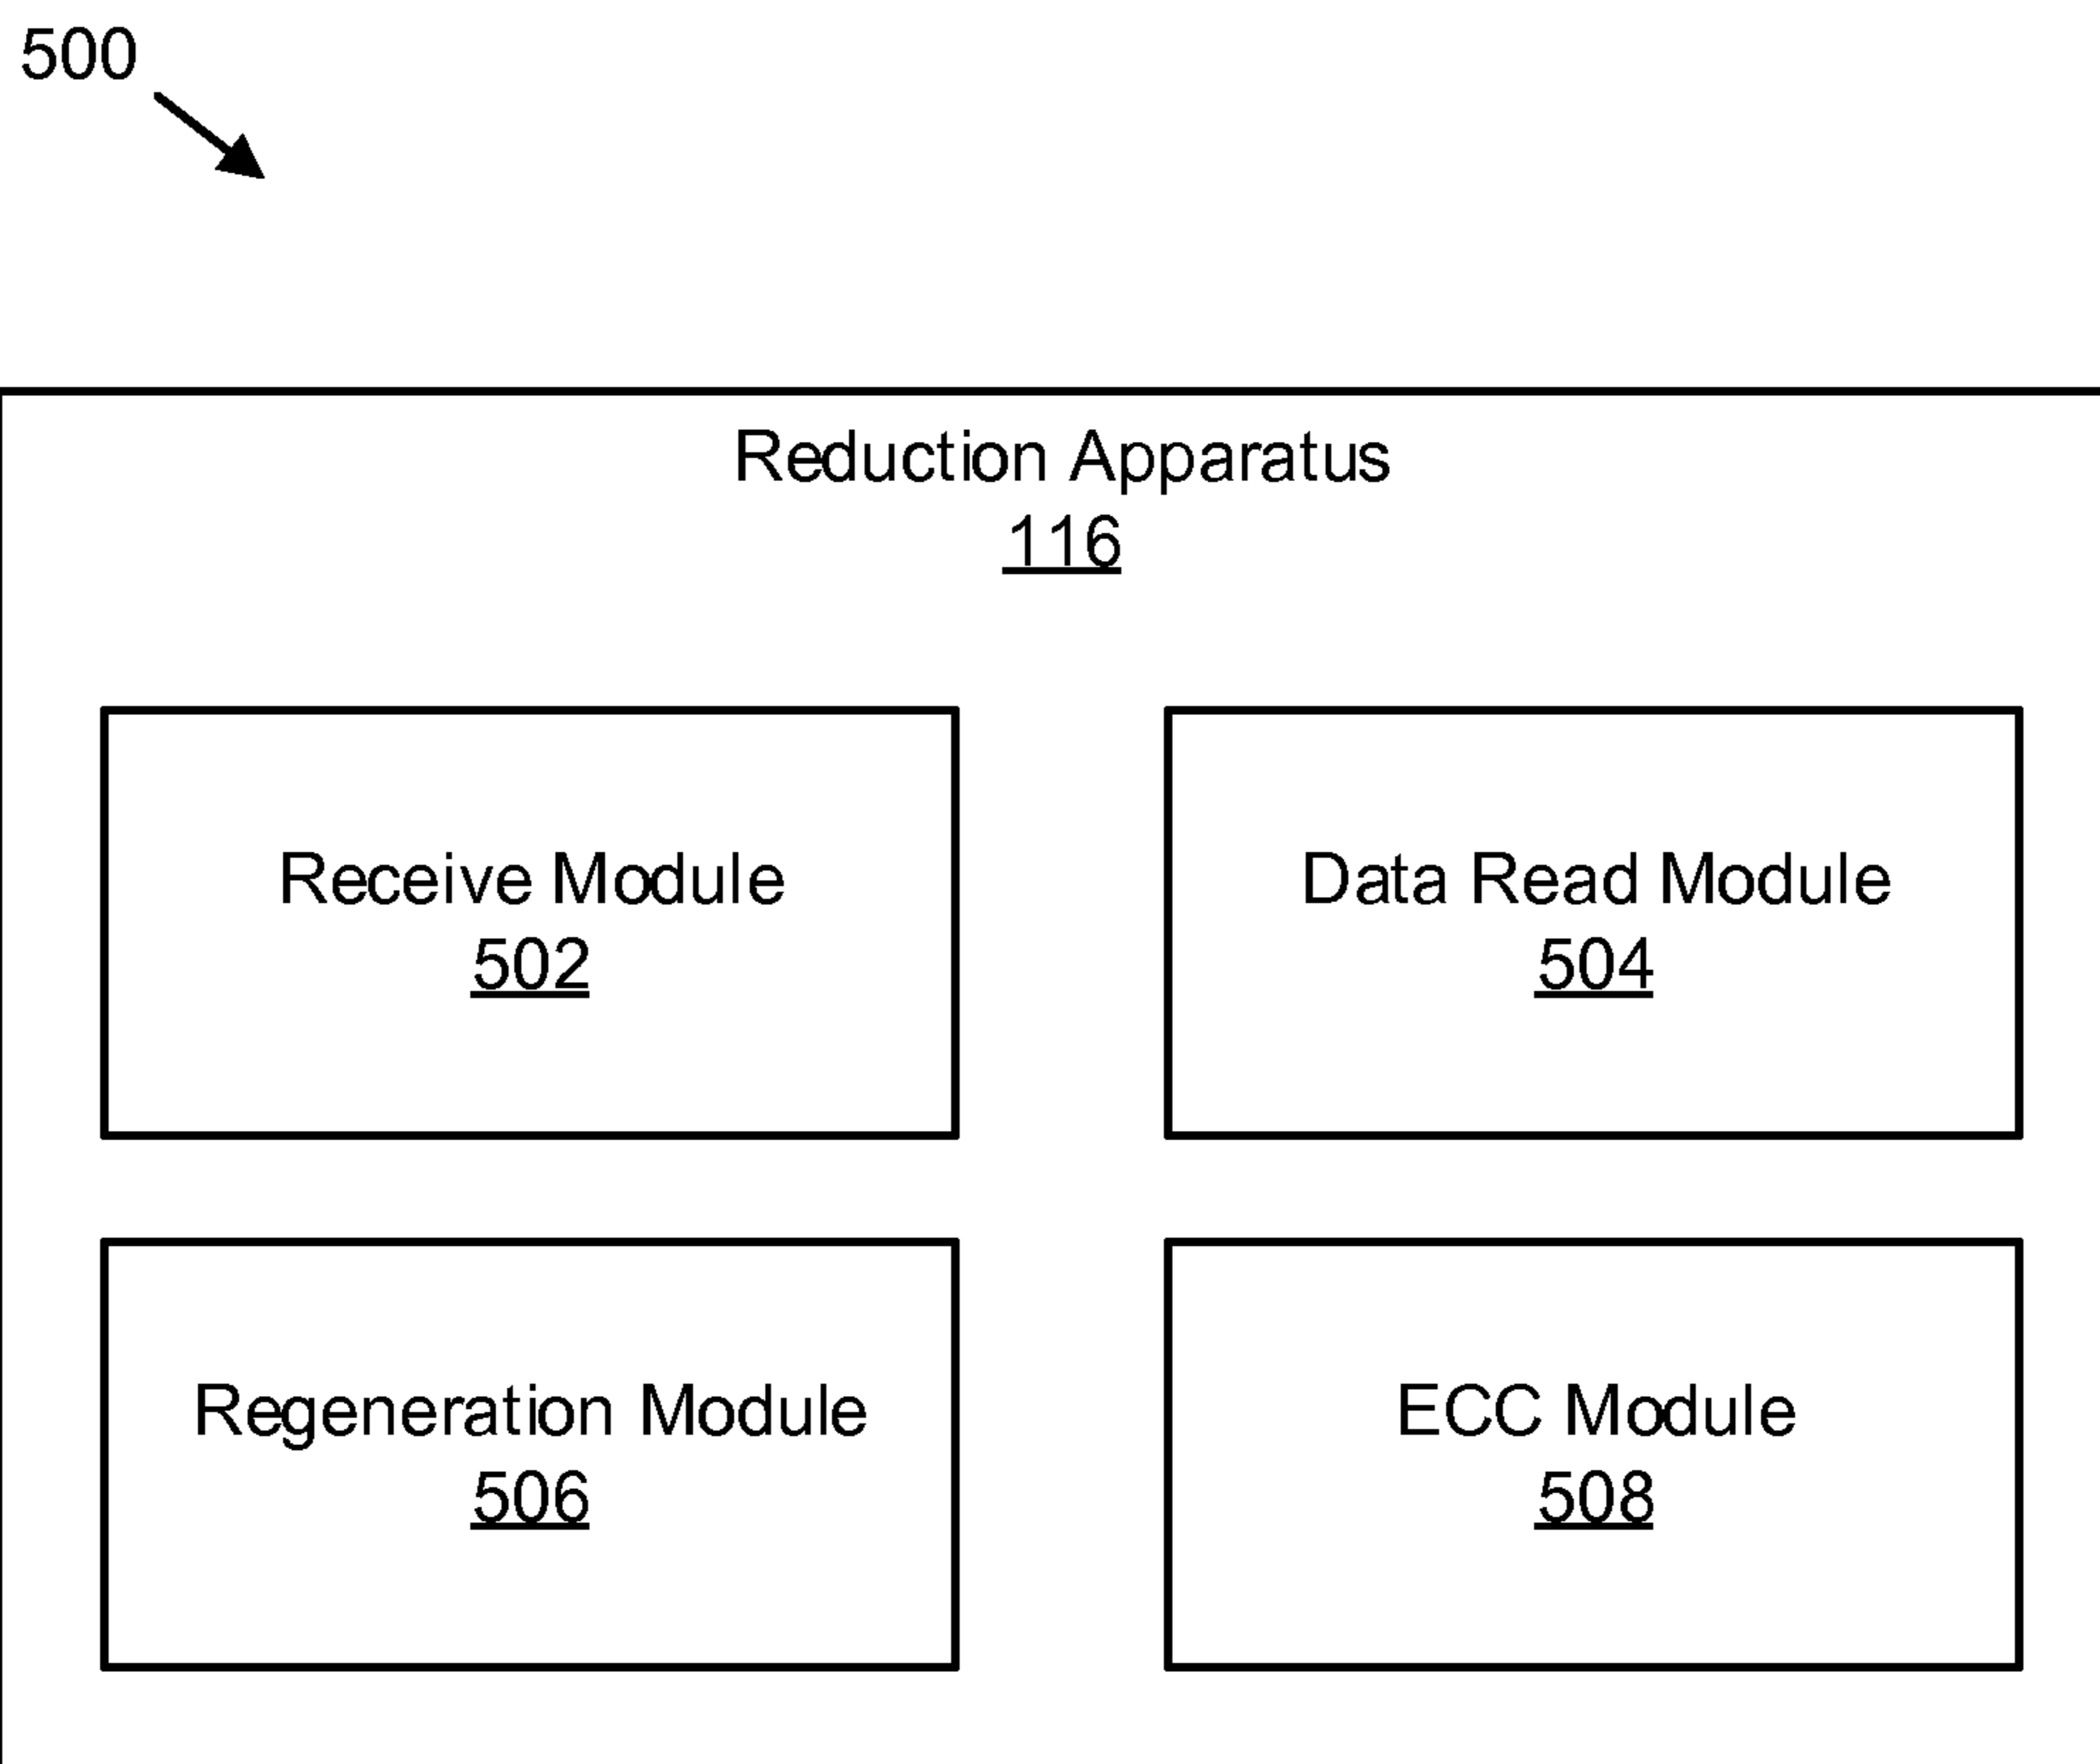 500
Reduction Apparatus
116
Receive Module
502
Data Read Module
504
Regeneration Module
506
ECC Module
508